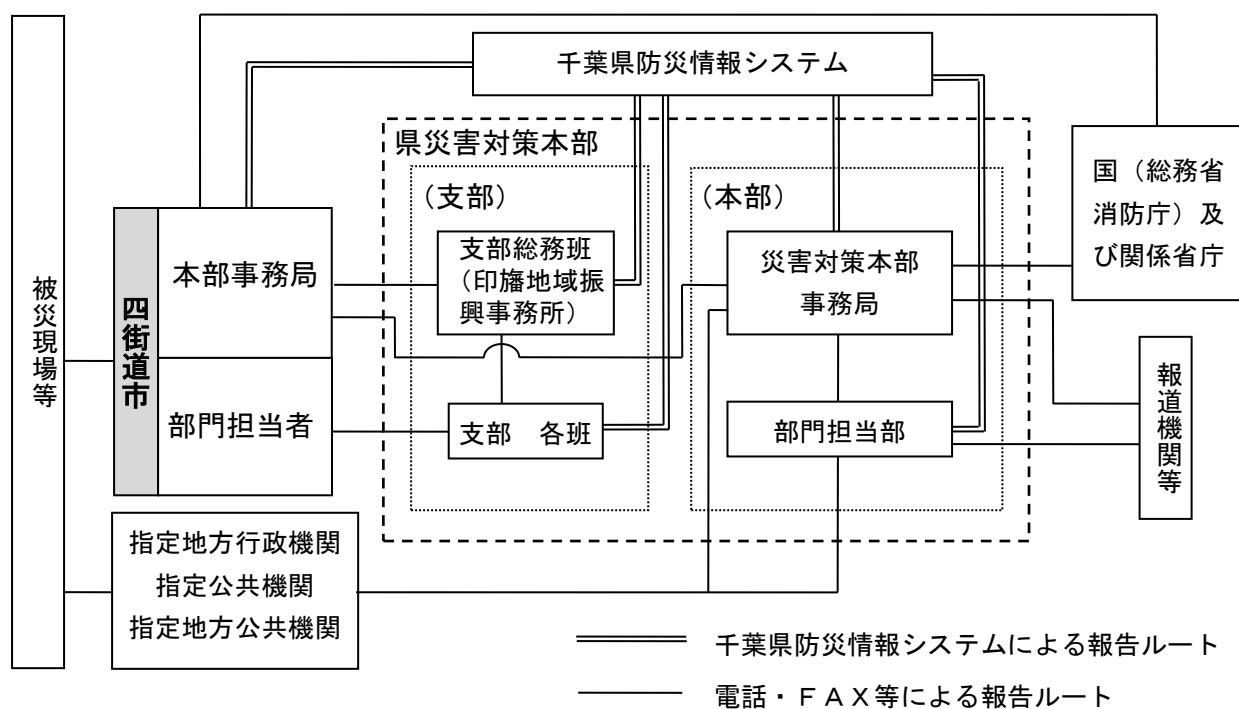 千葉県防災情報システム
県災害対策本部
（支部）
（本部）
国（総務省
消防庁）及
び関係省庁
被災現場等
四街道市
本部事務局
支部総務班
（印旛地域振
興事務所）
災害対策本部
事務局
部門担当者
支部　各班
部門担当部
報道機関等
指定地方行政機関
指定公共機関
指定地方公共機関
千葉県防災情報システムによる報告ルート
電話・ＦＡＸ等による報告ルート